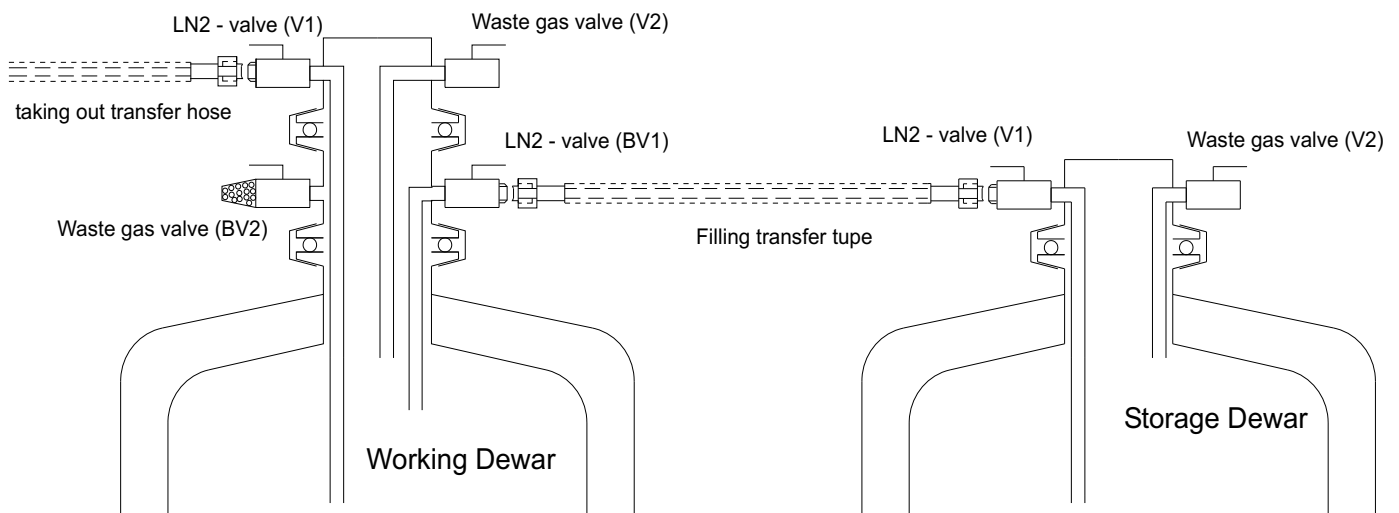 LN2 - valve (V1)
Waste gas valve (V2)
taking out transfer hose
LN2 - valve (BV1)
LN2 - valve (V1)
Waste gas valve (V2)
Waste gas valve (BV2)
Filling transfer tupe
Working Dewar
Storage Dewar